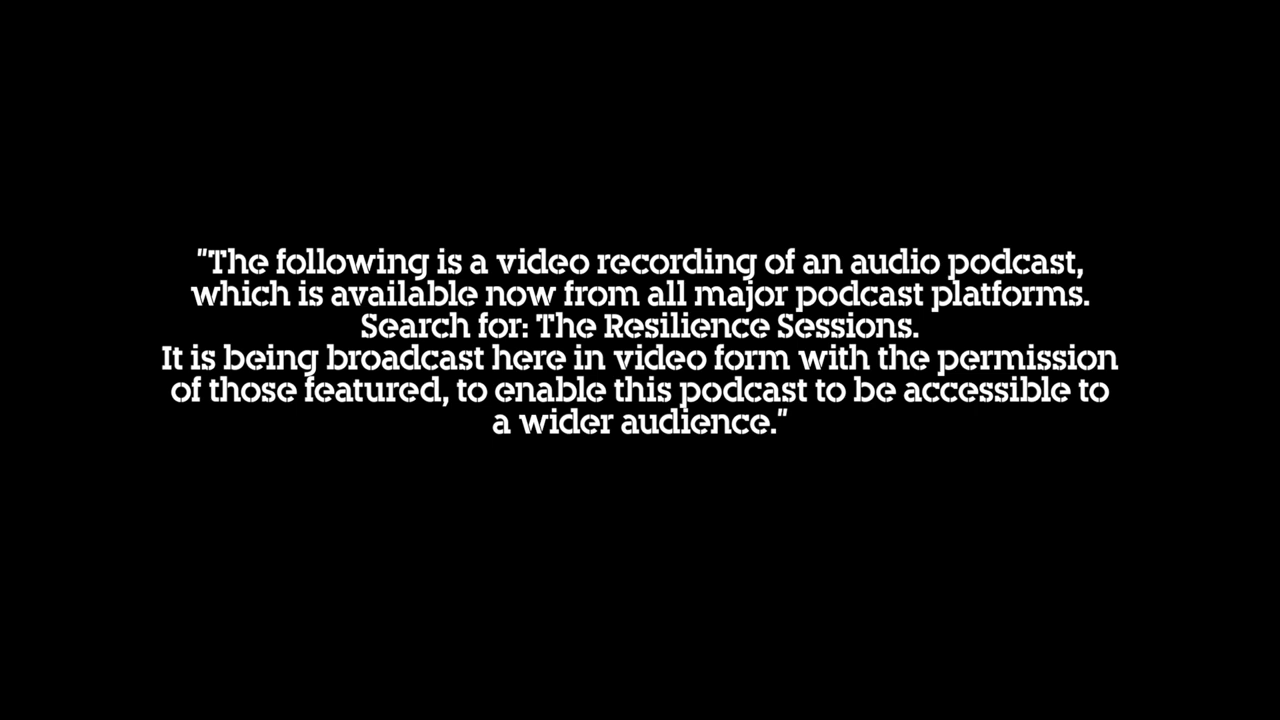 "The following is a video recording of an audio podcast,
which is available now from all major podcast platforms.
Search for: The Resilience Sessions.
It is being broadcast here in video form with the permission
of those featured, to enable this podcast to be accessible to
a wider audience."